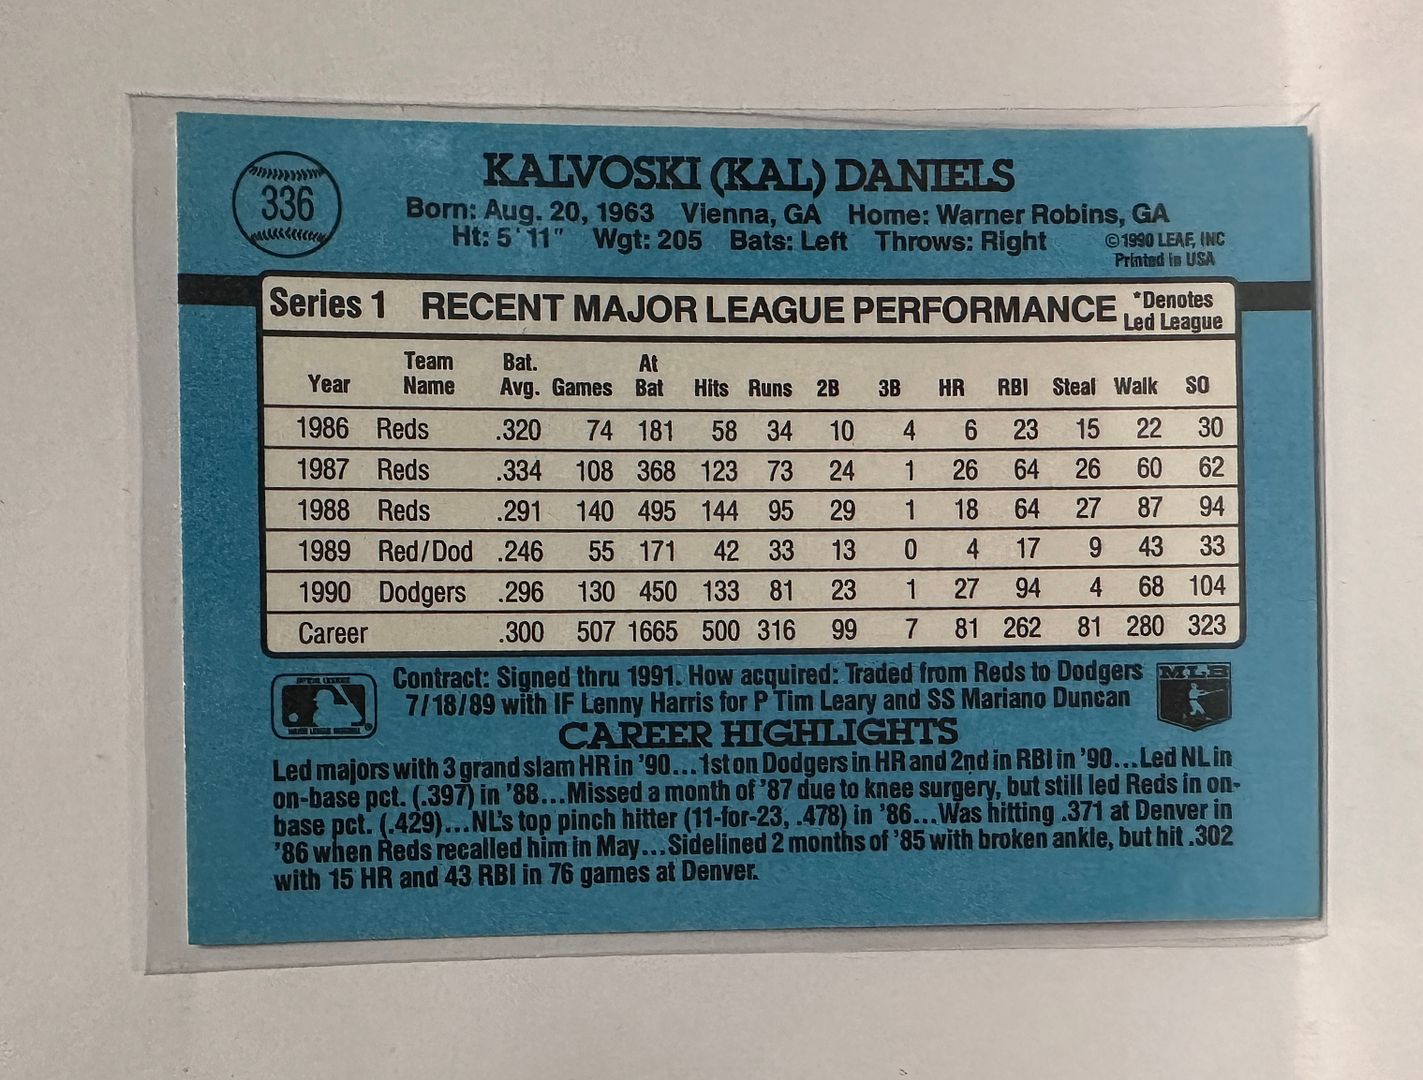 336
KALVOSKI (KAL) DANIELS
Born: Aug. 20, 1963 Vienna, GA Home: Warner Robins, GA
Ht: 5' 11" Wgt: 205 Bats: Left Throws: Right
©1990 LEAF, INC
Printed in USA
Series 1 RECENT MAJOR LEAGUE PERFORMANCE *Denotes
Led League
Year Team Name Bat. Avg. Games At Bat Hits Runs 2B 3B HR RBI Steal Walk SO
1986 Reds .320 74 181 58 34 10 4 6 23 15 22 30
1987 Reds .334 108 368 123 73 24 1 26 64 26 60 62
1988 Reds .291 140 495 144 95 29 1 18 64 27 87 94
1989 Red/Dod .246 55 171 42 33 13 0 4 17 9 43 33
1990 Dodgers .296 130 450 133 81 23 1 27 94 4 68 104
Career .300 507 1665 500 316 99 7 81 262 81 280 323
Contract: Signed thru 1991. How acquired: Traded from Reds to Dodgers
7/18/89 with IF Lenny Harris for P Tim Leary and SS Mariano Duncan
MLB
CAREER HIGHLIGHTS
Led majors with 3 grand slam HR in '90...1st on Dodgers in HR and 2nd in RBI in '90...Led NL in
on-base pct. (.397) in '88...Missed a month of '87 due to knee surgery, but still led Reds in on-
base pct. (.429)...NL's top pinch hitter (11-for-23, .478) in '86...Was hitting .371 at Denver in
'86 when Reds recalled him in May...Sidelined 2 months of '85 with broken ankle, but hit .302
with 15 HR and 43 RBI in 76 games at Denver.